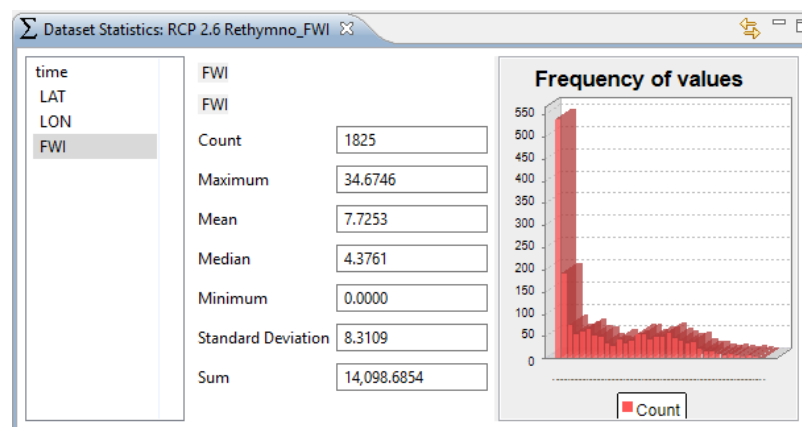 Dataset Statistics: RCP 2.6 Rethymno_FWI
time
LAT
LON
FWI
FWI
FWI
Count 1825
Maximum 34.6746
Mean 7.7253
Median 4.3761
Minimum 0.0000
Standard Deviation 8.3109
Sum 14,098.6854
Frequency of values
550
500
450
400
350
300
250
200
150
100
50
0
Count